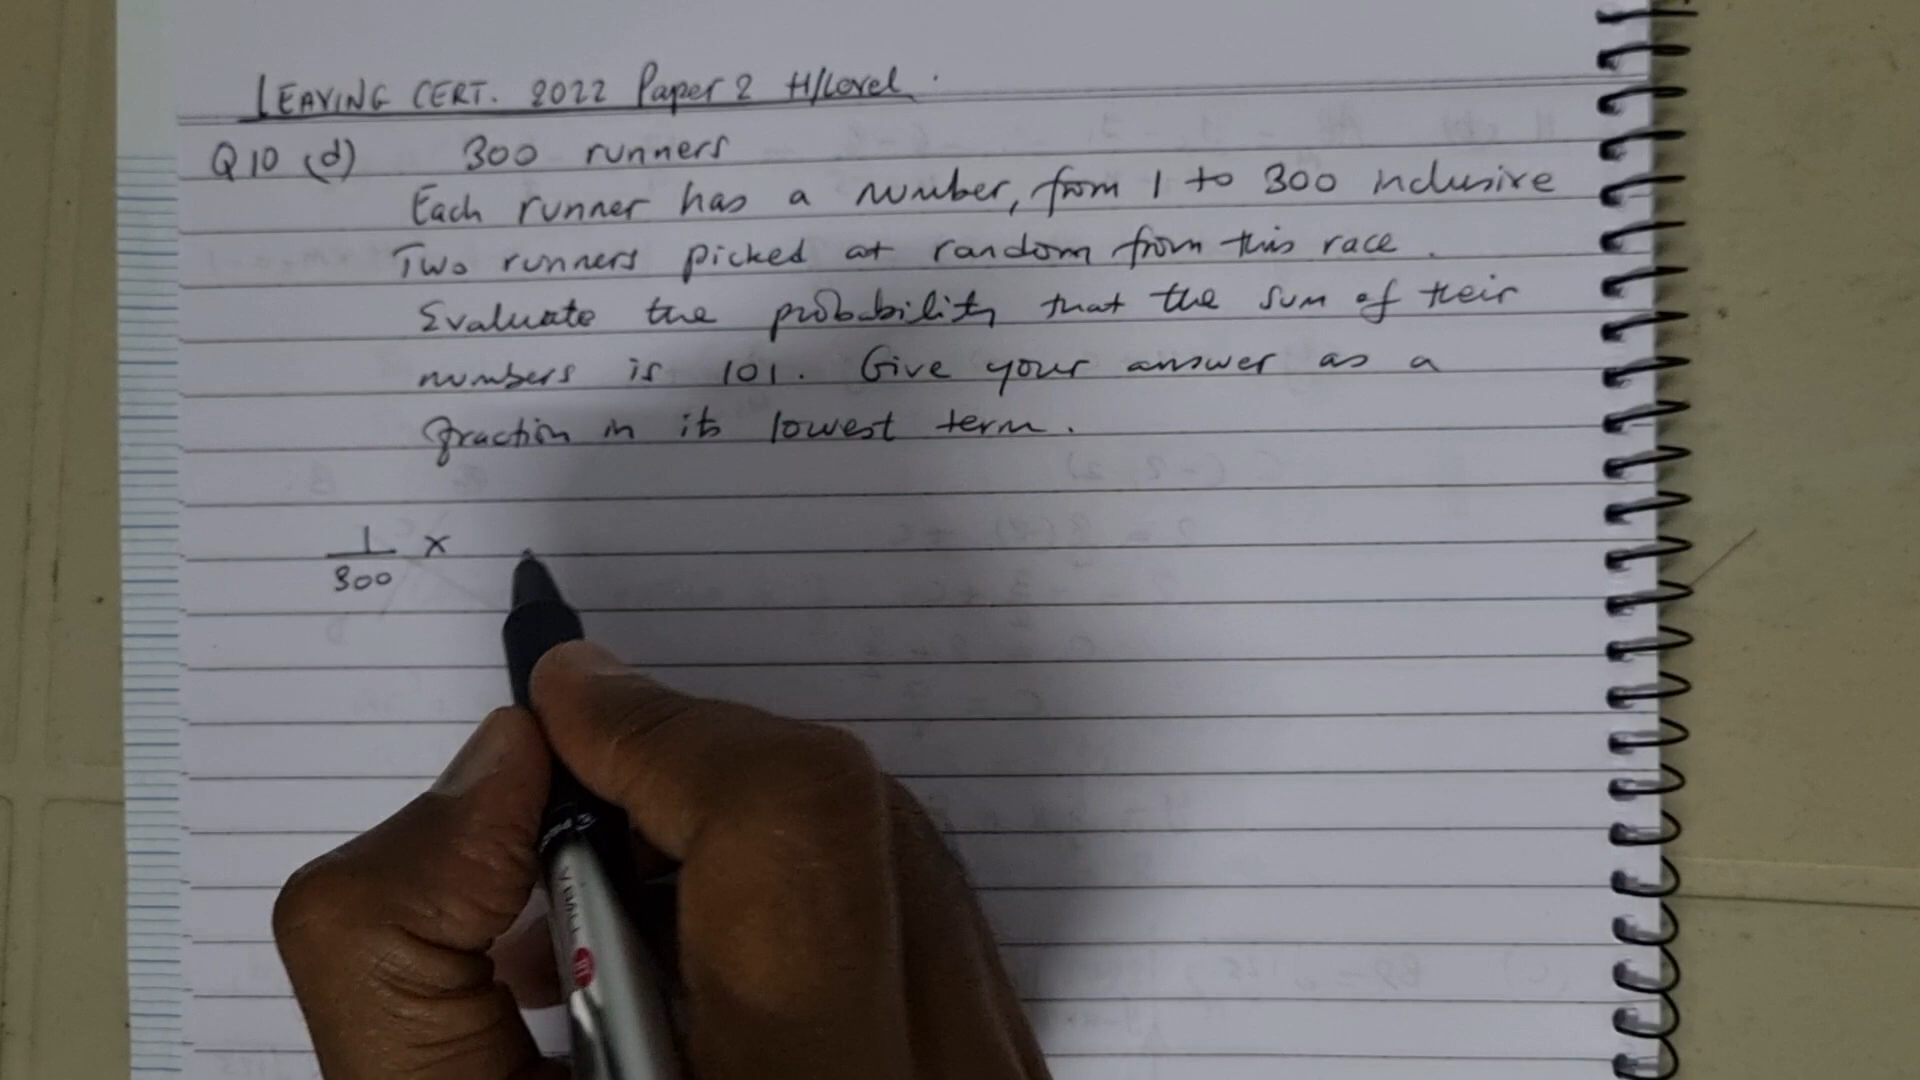 LEAVING CERT. 2022 Paper 2 H/Level.
Q10 (d) 300 runners
Each runner has a number, from 1 to 300 inclusive
Two runners picked at random from this race.
Evaluate the probability that the sum of their
numbers is 101. Give your answer as a
fraction in its lowest term.
1/300 ×